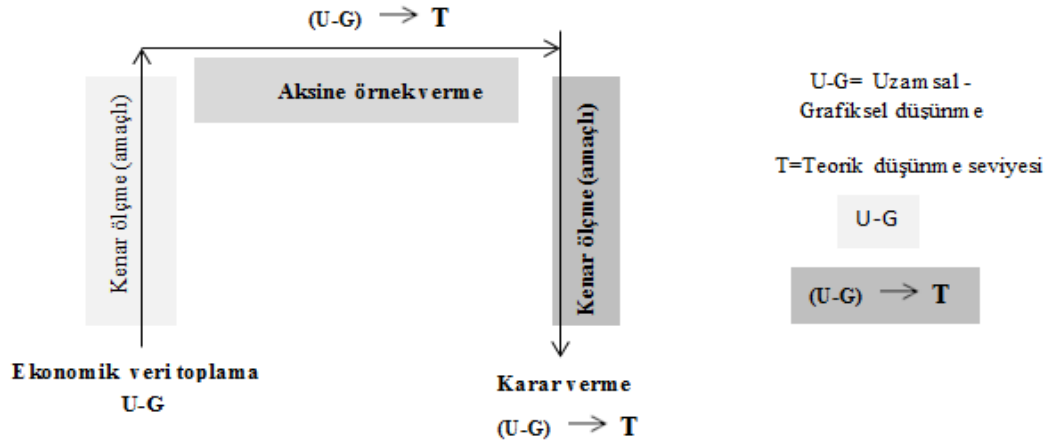 (U-G) → T
Kenar ölçme (amaçlı)
Aksine örnek verme
Kenar ölçme (amaçlı)
Ekonomik veri toplama
U-G
Karar verme
(U-G) → T
U-G= Uzamsal -
Grafiksel düşünme
T=Teorik düşünme seviyesi
U-G
(U-G) → T